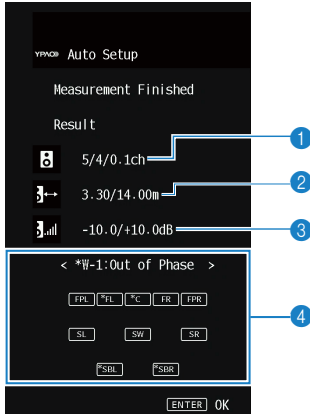 YPAO Auto Setup
Measurement Finished
Result
5/4/0.1ch 1
3.30/14.00m 2
-10.0/+10.0dB 3
< *W-1:Out of Phase >
FPL *FL *C FR FPR 4
SL SW SR
*SBL *SBR
ENTER OK